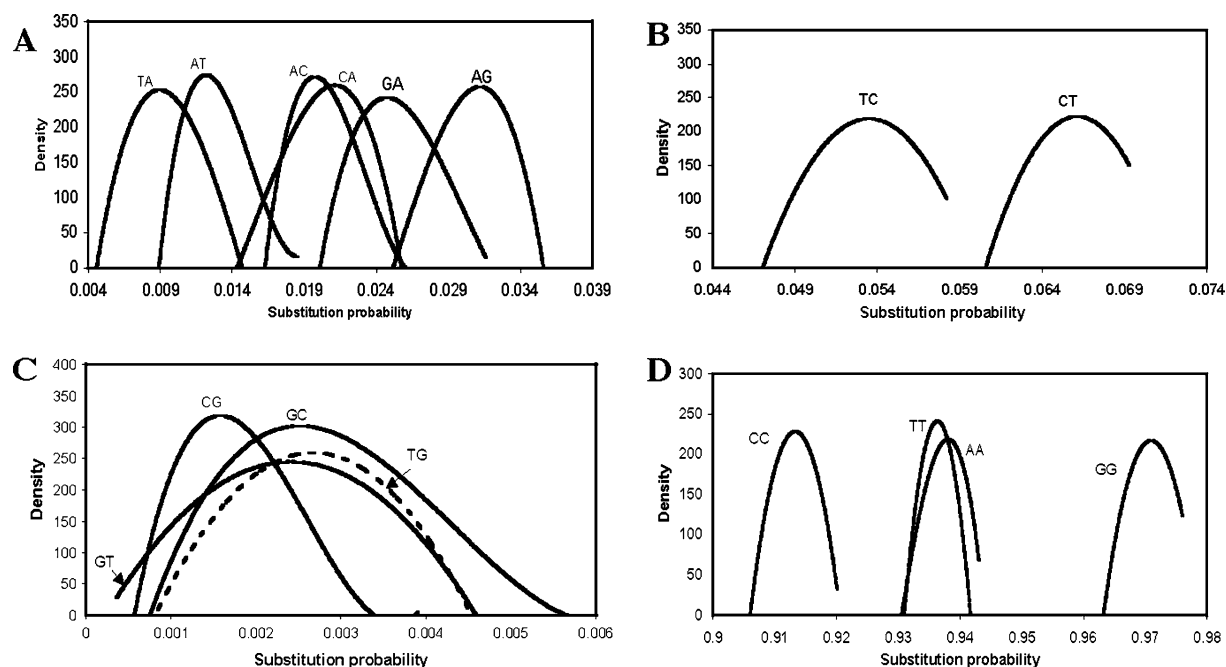 A
350
300
250
200
150
100
50
0
Density
TA
AT
AC
CA
GA
AG
0.004 0.009 0.014 0.019 0.024 0.029 0.034 0.039
Substitution probability
B
350
300
250
200
150
100
50
0
Density
TC
CT
0.044 0.049 0.054 0.059 0.064 0.069 0.074
Substitution probability
C
400
350
300
250
200
150
100
50
0
Density
CG
GC
TG
GT
0 0.001 0.002 0.003 0.004 0.005 0.006
Substitution probability
D
300
250
200
150
100
50
0
Density
CC
TT
AA
GG
0.9 0.91 0.92 0.93 0.94 0.95 0.96 0.97 0.98
Substitution probability